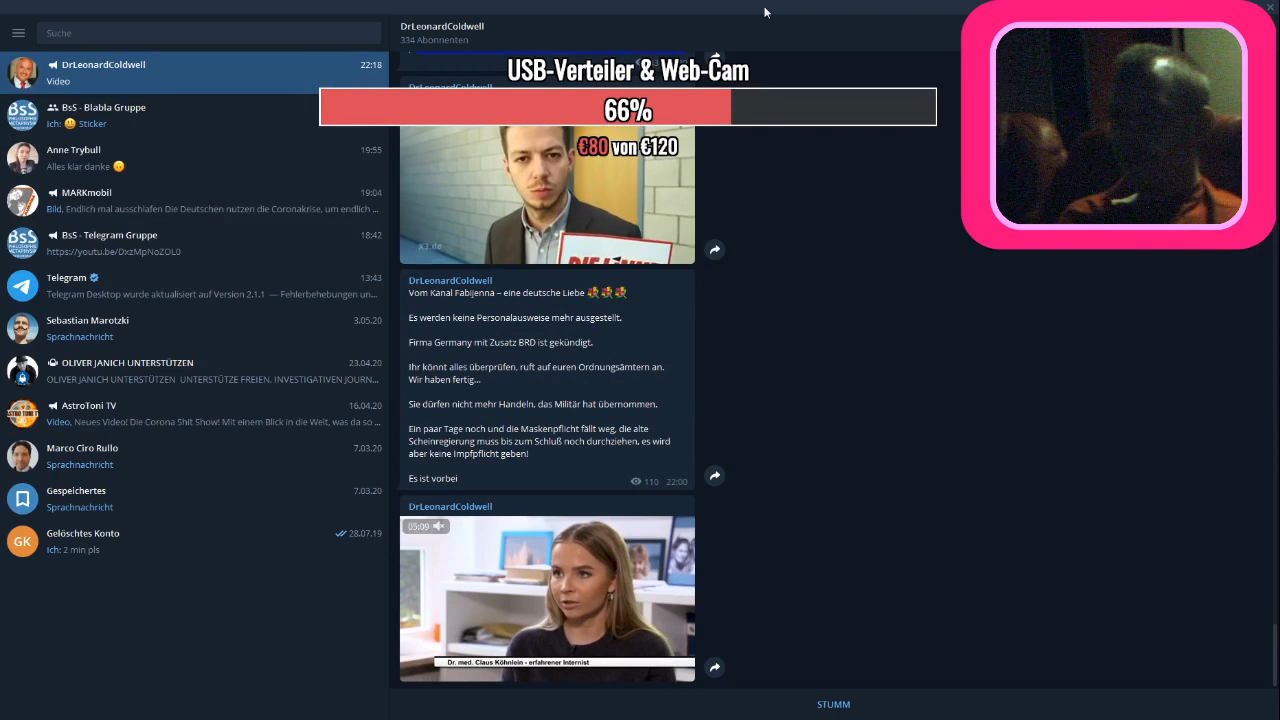 Suche
DrLeonardColdwell
22:18
Video
BsS - Blabla Gruppe
Ich: 😃 Sticker
Anne Trybull
19:55
Alles klar danke 🙃
MARKmobil
19:04
Bild, Endlich mal ausschlafen Die Deutschen nutzen die Coronakrise, um endlich ...
BsS - Telegram Gruppe
18:42
https://youtu.be/DxzMpNoZOL0
Telegram
13:43
Telegram Desktop wurde aktualisiert auf Version 2.1.1 — Fehlerbehebungen un...
Sebastian Marotzki
3.05.20
Sprachnachricht
OLIVER JANICH UNTERSTÜTZEN
23.04.20
OLIVER JANICH UNTERSTÜTZEN UNTERSTÜTZE FREIEN, INVESTIGATIVEN JOURN...
AstroToni TV
16.04.20
Video, Neues Video! Die Corona Shit Show! Mit einem Blick in die Welt, was da so ...
Marco Ciro Rullo
7.03.20
Sprachnachricht
Gespeichertes
7.03.20
Sprachnachricht
GK
Gelöschtes Konto
28.07.19
Ich: 2 min pls
DrLeonardColdwell
334 Abonnenten
USB-Verteiler & Web-Cam
66%
€80 von €120
DrLeonardColdwell
Vom Kanal Fabijenna – eine deutsche Liebe 💐💐💐
Es werden keine Personalausweise mehr ausgestellt.
Firma Germany mit Zusatz BRD ist gekündigt.
Ihr könnt alles überprüfen, ruft auf euren Ordnungsämtern an.
Wir haben fertig...
Sie dürfen nicht mehr Handeln, das Militär hat übernommen.
Ein paar Tage noch und die Maskenpflicht fällt weg, die alte
Scheinregierung muss bis zum Schluß noch durchziehen, es wird
aber keine Impfpflicht geben!
Es ist vorbei
110 22:00
DrLeonardColdwell
05:09
Dr. med. Claus Köhnlein - erfahrener Internist
STUMM